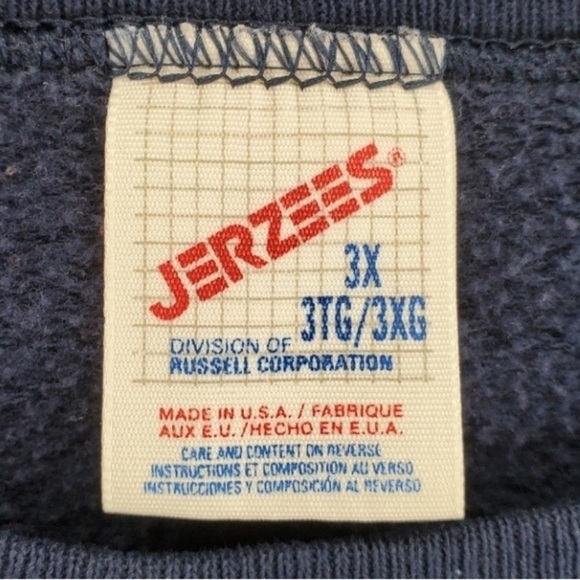 JERZEES®
3X
3TG/3XG
DIVISION OF
RUSSELL CORPORATION
MADE IN U.S.A. / FABRIQUE
AUX E.U. /HECHO EN E.U.A.
CARE AND CONTENT ON REVERSE
INSTRUCTIONS ET COMPOSITION AU VERSO
INSTRUCCIONES Y COMPOSICIÓN AL REVERSO